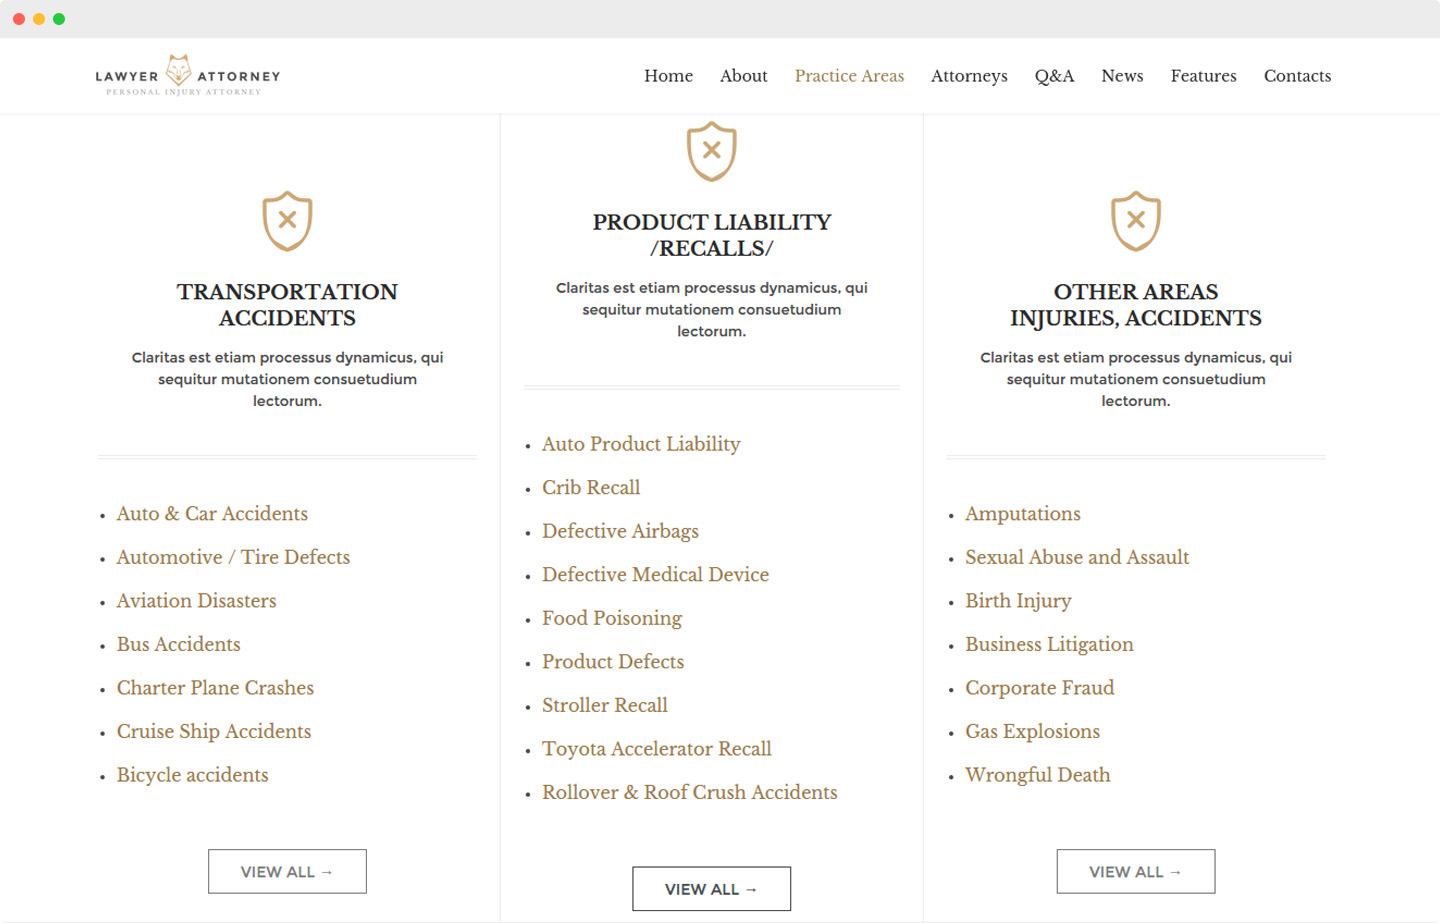 LAWYER ATTORNEY
PERSONAL INJURY ATTORNEY
Home About Practice Areas Attorneys Q&A News Features Contacts
TRANSPORTATION
ACCIDENTS
Claritas est etiam processus dynamicus, qui
sequitur mutationem consuetudium
lectorum.
• Auto & Car Accidents
• Automotive / Tire Defects
• Aviation Disasters
• Bus Accidents
• Charter Plane Crashes
• Cruise Ship Accidents
• Bicycle accidents
VIEW ALL →
PRODUCT LIABILITY
/RECALLS/
Claritas est etiam processus dynamicus, qui
sequitur mutationem consuetudium
lectorum.
• Auto Product Liability
• Crib Recall
• Defective Airbags
• Defective Medical Device
• Food Poisoning
• Product Defects
• Stroller Recall
• Toyota Accelerator Recall
• Rollover & Roof Crush Accidents
VIEW ALL →
OTHER AREAS
INJURIES, ACCIDENTS
Claritas est etiam processus dynamicus, qui
sequitur mutationem consuetudium
lectorum.
• Amputations
• Sexual Abuse and Assault
• Birth Injury
• Business Litigation
• Corporate Fraud
• Gas Explosions
• Wrongful Death
VIEW ALL →